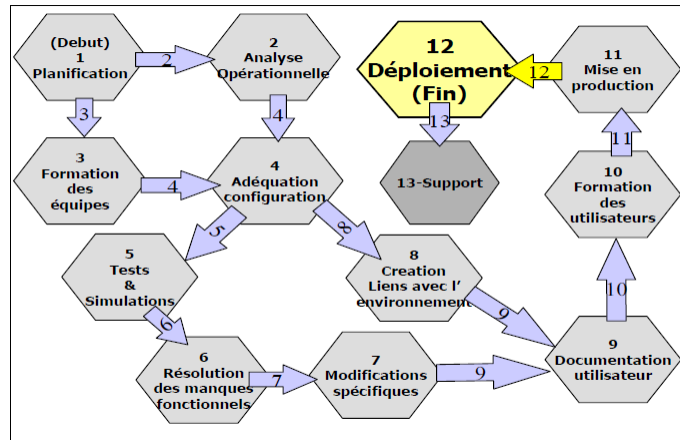 (Debut)
1
Planification
2
2
Analyse
Opérationnelle
12
Déploiement
(Fin)
12
11
Mise en
production
3
4
13
11
3
Formation
des
équipes
4
4
Adéquation
configuration
13-Support
10
Formation
des
utilisateurs
5
8
5
Tests
&
Simulations
8
Creation
Liens avec l'
environnement
10
6
9
6
Résolution
des manques
fonctionnels
7
7
Modifications
spécifiques
9
9
Documentation
utilisateur